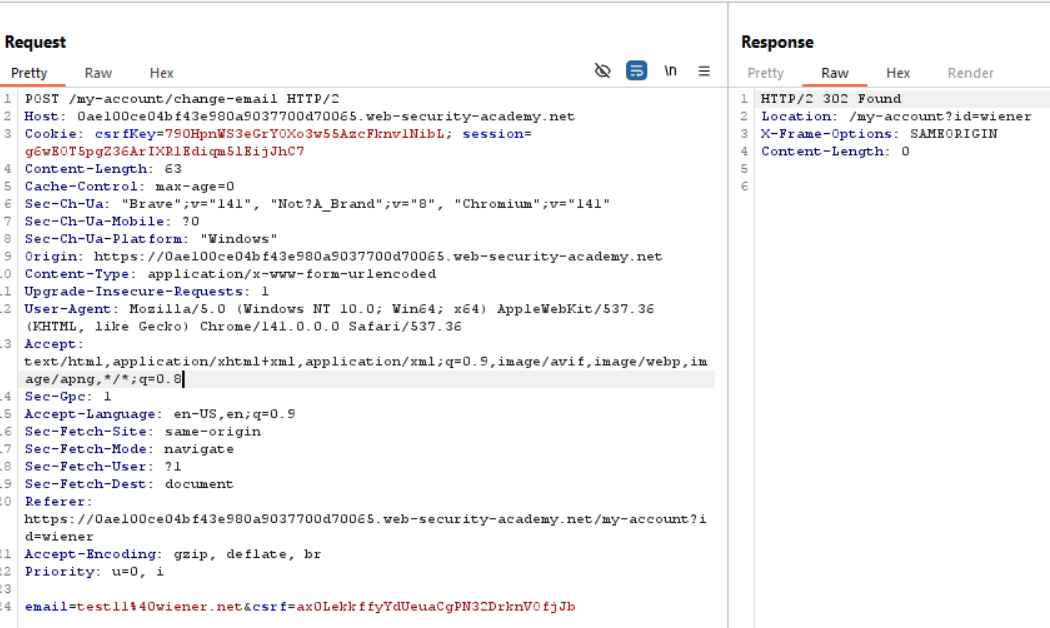 Request
Pretty Raw Hex \n
1 POST /my-account/change-email HTTP/2
2 Host: 0ae100ce04bf43e980a9037700d70065.web-security-academy.net
3 Cookie: csrfKey=790HpnWS3eGrY0Xo3w55AzcFknvlNibL; session=
g6wE0T5pgZ36ArIXRlEdiqm5lEijJhC7
4 Content-Length: 63
5 Cache-Control: max-age=0
6 Sec-Ch-Ua: "Brave";v="141", "Not?A_Brand";v="8", "Chromium";v="141"
7 Sec-Ch-Ua-Mobile: ?0
8 Sec-Ch-Ua-Platform: "Windows"
9 Origin: https://0ae100ce04bf43e980a9037700d70065.web-security-academy.net
10 Content-Type: application/x-www-form-urlencoded
11 Upgrade-Insecure-Requests: 1
12 User-Agent: Mozilla/5.0 (Windows NT 10.0; Win64; x64) AppleWebKit/537.36
(KHTML, like Gecko) Chrome/141.0.0.0 Safari/537.36
13 Accept:
text/html,application/xhtml+xml,application/xml;q=0.9,image/avif,image/webp,im
age/apng,*/*;q=0.8
14 Sec-Gpc: 1
15 Accept-Language: en-US,en;q=0.9
16 Sec-Fetch-Site: same-origin
17 Sec-Fetch-Mode: navigate
18 Sec-Fetch-User: ?1
19 Sec-Fetch-Dest: document
20 Referer:
https://0ae100ce04bf43e980a9037700d70065.web-security-academy.net/my-account?i
d=wiener
21 Accept-Encoding: gzip, deflate, br
22 Priority: u=0, i
23
24 email=test11%40wiener.net&csrf=ax0LekkffyYdUeuaCgPN32DrknV0fjJb
Response
Pretty Raw Hex Render
1 HTTP/2 302 Found
2 Location: /my-account?id=wiener
3 X-Frame-Options: SAMEORIGIN
4 Content-Length: 0
5
6